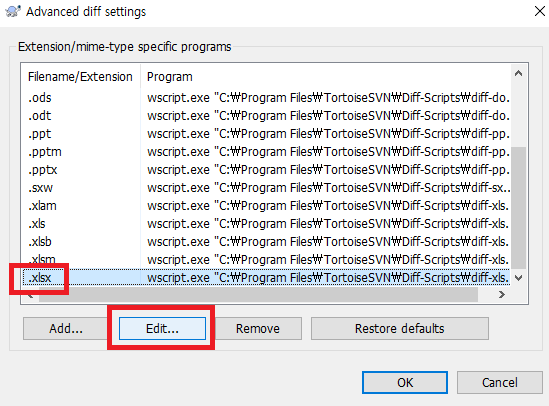 Advanced diff settings
Extension/mime-type specific programs
Filename/Extension Program
.ods wscript.exe "C:₩Program Files₩TortoiseSVN₩Diff-Scripts₩diff-do...
.odt wscript.exe "C:₩Program Files₩TortoiseSVN₩Diff-Scripts₩diff-do...
.ppt wscript.exe "C:₩Program Files₩TortoiseSVN₩Diff-Scripts₩diff-pp...
.pptm wscript.exe "C:₩Program Files₩TortoiseSVN₩Diff-Scripts₩diff-pp...
.pptx wscript.exe "C:₩Program Files₩TortoiseSVN₩Diff-Scripts₩diff-pp...
.sxw wscript.exe "C:₩Program Files₩TortoiseSVN₩Diff-Scripts₩diff-sx...
.xlam wscript.exe "C:₩Program Files₩TortoiseSVN₩Diff-Scripts₩diff-xls...
.xls wscript.exe "C:₩Program Files₩TortoiseSVN₩Diff-Scripts₩diff-xls...
.xlsb wscript.exe "C:₩Program Files₩TortoiseSVN₩Diff-Scripts₩diff-xls...
.xlsm wscript.exe "C:₩Program Files₩TortoiseSVN₩Diff-Scripts₩diff-xls...
.xlsx wscript.exe "C:₩Program Files₩TortoiseSVN₩Diff-Scripts₩diff-xls...
Add... Edit... Remove Restore defaults
OK Cancel